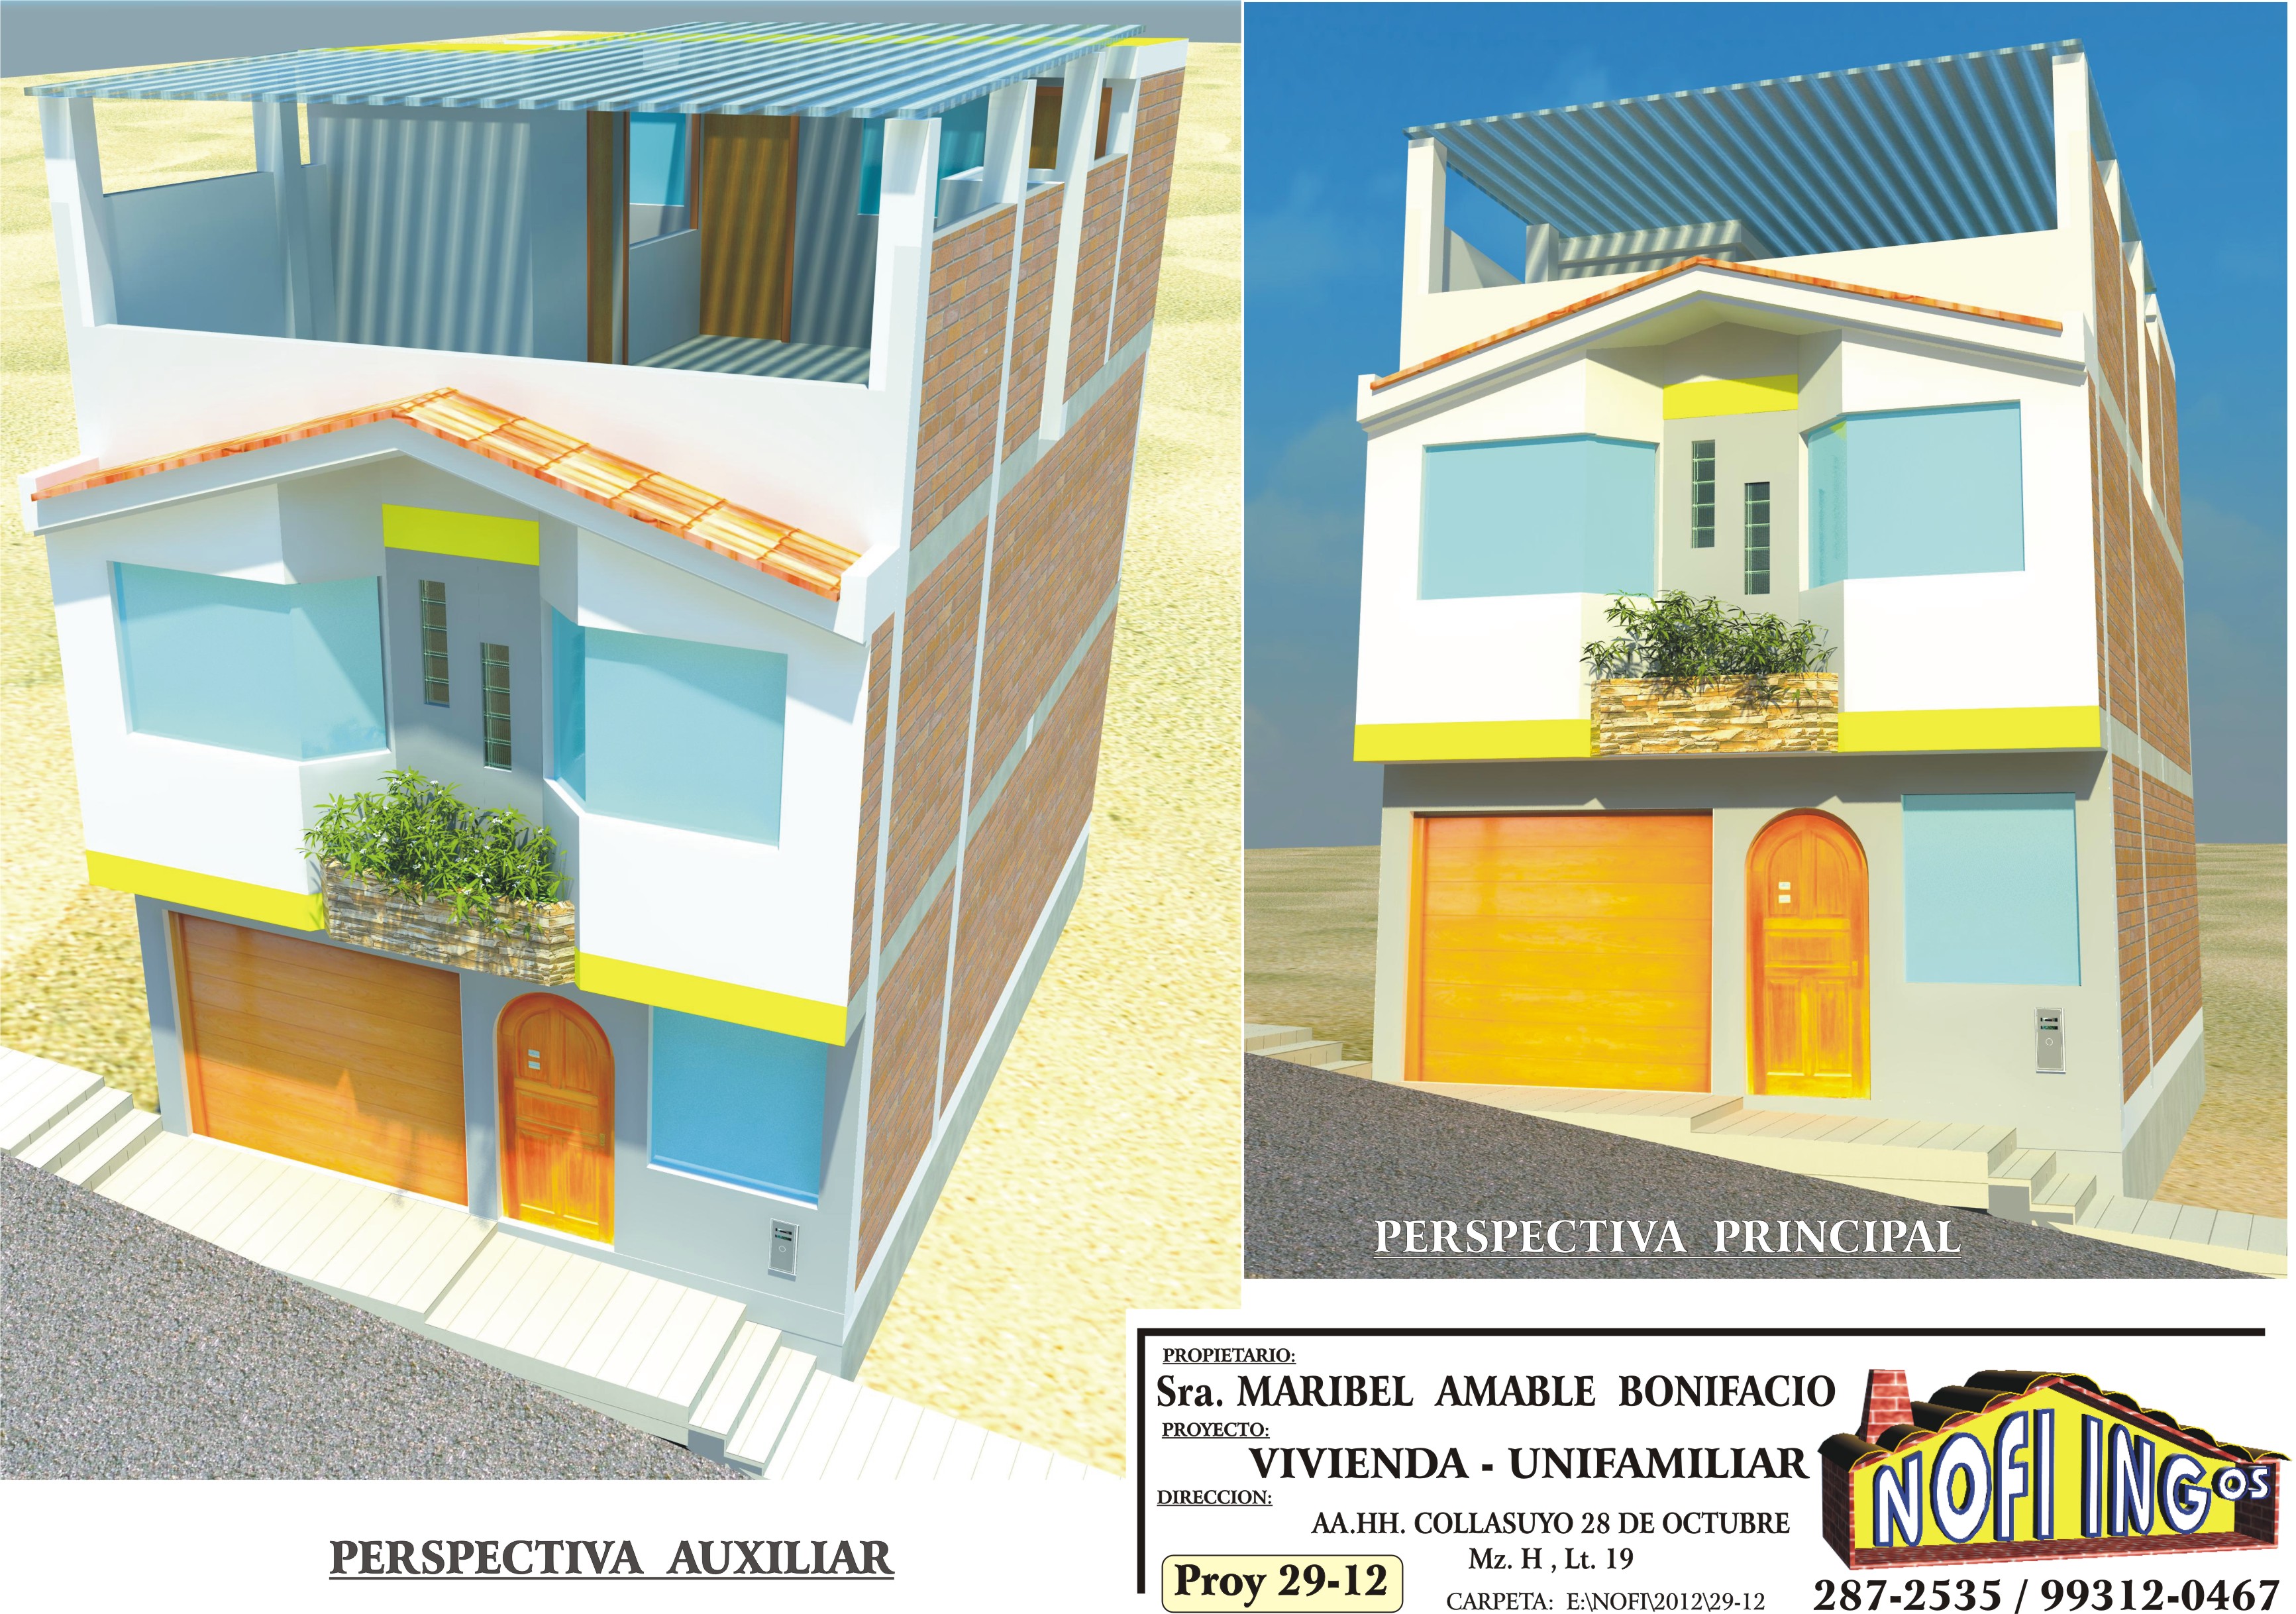 PERSPECTIVA PRINCIPAL
PERSPECTIVA AUXILIAR
PROPIETARIO:
Sra. MARIBEL AMABLE BONIFACIO
PROYECTO:
VIVIENDA - UNIFAMILIAR
DIRECCION:
AA.HH. COLLASUYO 28 DE OCTUBRE
Mz. H , Lt. 19
Proy 29-12
CARPETA: E:\NOFI\2012\29-12
NOFI INGOS
287-2535 / 99312-0467